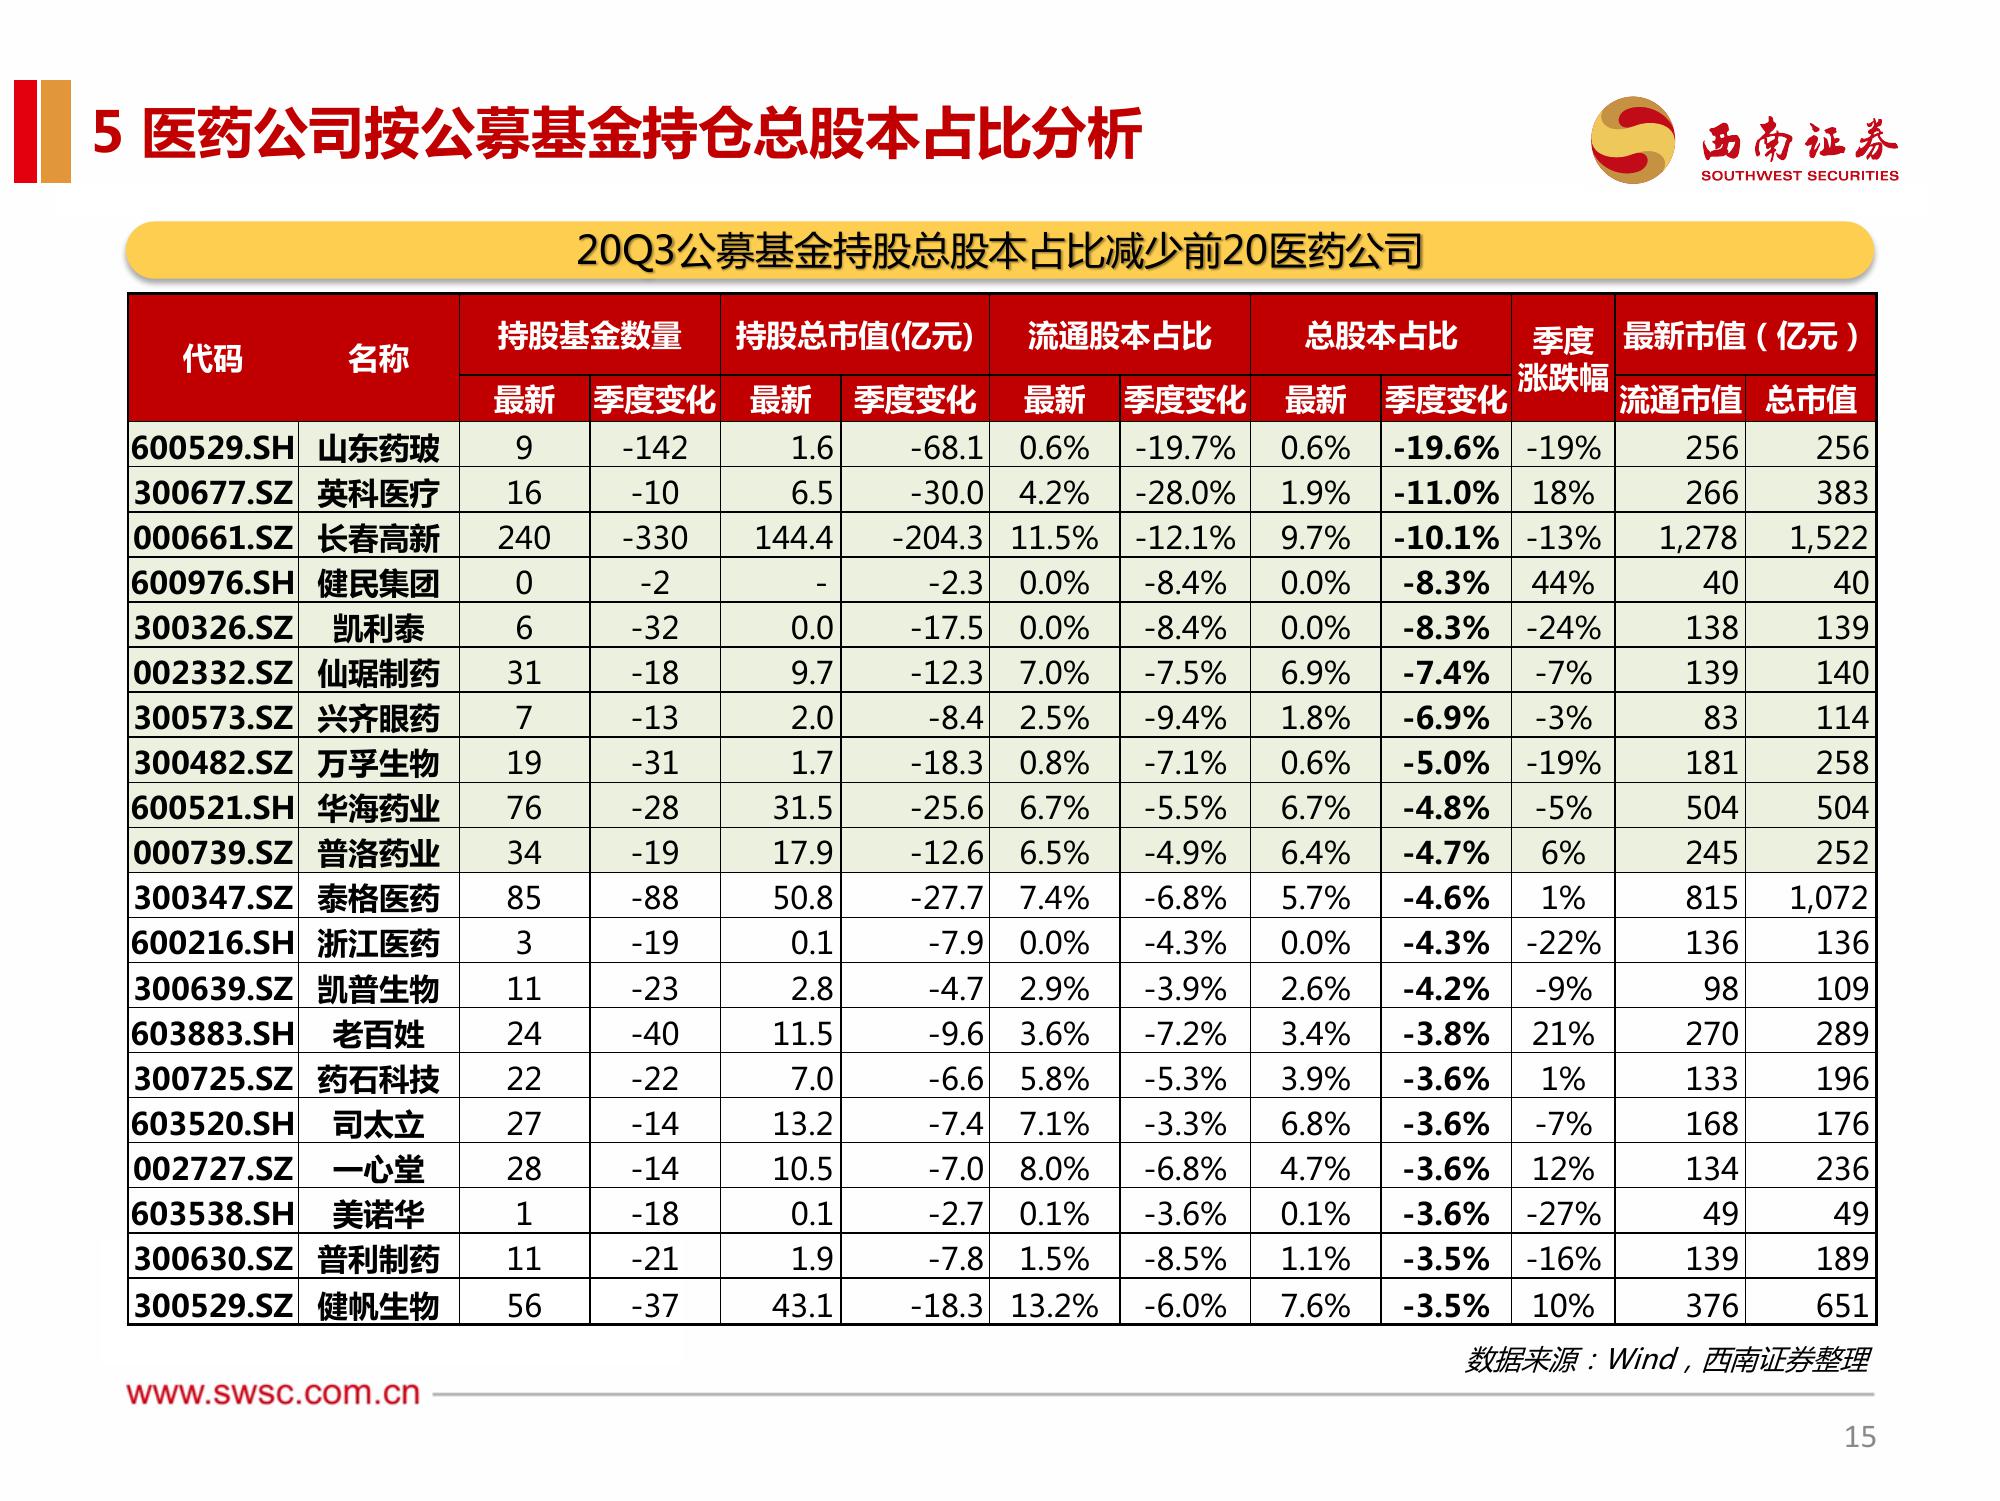 5 医药公司按公募基金持仓总股本占比分析
西南证券
SOUTHWEST SECURITIES
20Q3公募基金持股总股本占比减少前20医药公司
代码 名称 持股基金数量 持股总市值(亿元) 流通股本占比 总股本占比 季度涨跌幅 最新市值（亿元）
最新 季度变化 最新 季度变化 最新 季度变化 最新 季度变化 流通市值 总市值
600529.SH 山东药玻 9 -142 1.6 -68.1 0.6% -19.7% 0.6% -19.6% -19% 256 256
300677.SZ 英科医疗 16 -10 6.5 -30.0 4.2% -28.0% 1.9% -11.0% 18% 266 383
000661.SZ 长春高新 240 -330 144.4 -204.3 11.5% -12.1% 9.7% -10.1% -13% 1,278 1,522
600976.SH 健民集团 0 -2 - -2.3 0.0% -8.4% 0.0% -8.3% 44% 40 40
300326.SZ 凯利泰 6 -32 0.0 -17.5 0.0% -8.4% 0.0% -8.3% -24% 138 139
002332.SZ 仙琚制药 31 -18 9.7 -12.3 7.0% -7.5% 6.9% -7.4% -7% 139 140
300573.SZ 兴齐眼药 7 -13 2.0 -8.4 2.5% -9.4% 1.8% -6.9% -3% 83 114
300482.SZ 万孚生物 19 -31 1.7 -18.3 0.8% -7.1% 0.6% -5.0% -19% 181 258
600521.SH 华海药业 76 -28 31.5 -25.6 6.7% -5.5% 6.7% -4.8% -5% 504 504
000739.SZ 普洛药业 34 -19 17.9 -12.6 6.5% -4.9% 6.4% -4.7% 6% 245 252
300347.SZ 泰格医药 85 -88 50.8 -27.7 7.4% -6.8% 5.7% -4.6% 1% 815 1,072
600216.SH 浙江医药 3 -19 0.1 -7.9 0.0% -4.3% 0.0% -4.3% -22% 136 136
300639.SZ 凯普生物 11 -23 2.8 -4.7 2.9% -3.9% 2.6% -4.2% -9% 98 109
603883.SH 老百姓 24 -40 11.5 -9.6 3.6% -7.2% 3.4% -3.8% 21% 270 289
300725.SZ 药石科技 22 -22 7.0 -6.6 5.8% -5.3% 3.9% -3.6% 1% 133 196
603520.SH 司太立 27 -14 13.2 -7.4 7.1% -3.3% 6.8% -3.6% -7% 168 176
002727.SZ 一心堂 28 -14 10.5 -7.0 8.0% -6.8% 4.7% -3.6% 12% 134 236
603538.SH 美诺华 1 -18 0.1 -2.7 0.1% -3.6% 0.1% -3.6% -27% 49 49
300630.SZ 普利制药 11 -21 1.9 -7.8 1.5% -8.5% 1.1% -3.5% -16% 139 189
300529.SZ 健帆生物 56 -37 43.1 -18.3 13.2% -6.0% 7.6% -3.5% 10% 376 651
数据来源：Wind，西南证券整理
www.swsc.com.cn
15